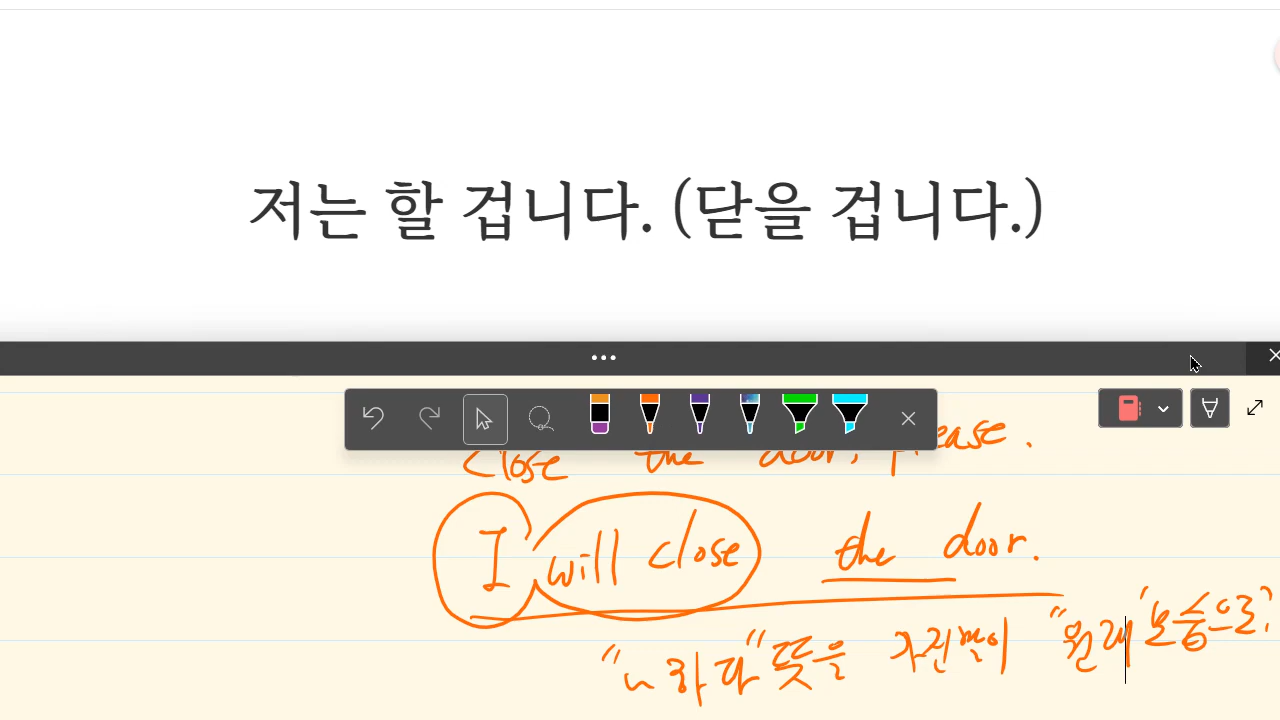 저는 할 겁니다. (닫을 겁니다.)
close the door, please.
I will close the door.
"~하다" 뜻을 가진 말이 "원래 모습으로?